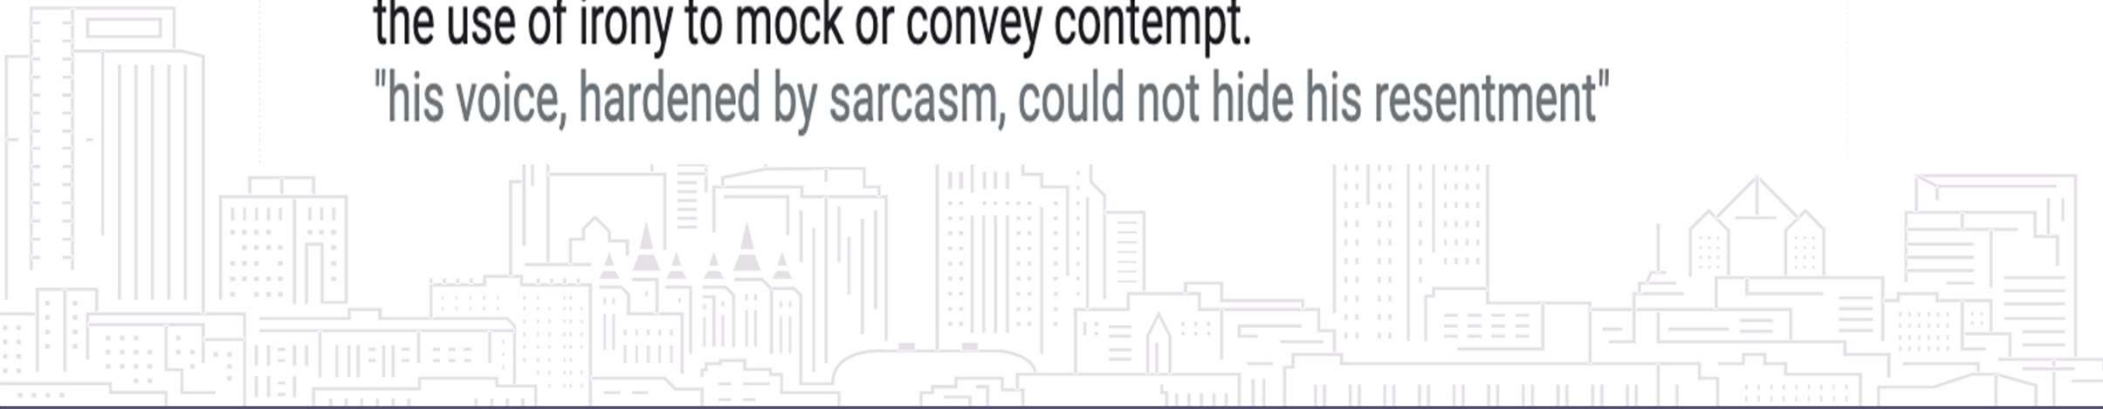 the use of irony to mock or convey contempt.
"his voice, hardened by sarcasm, could not hide his resentment"